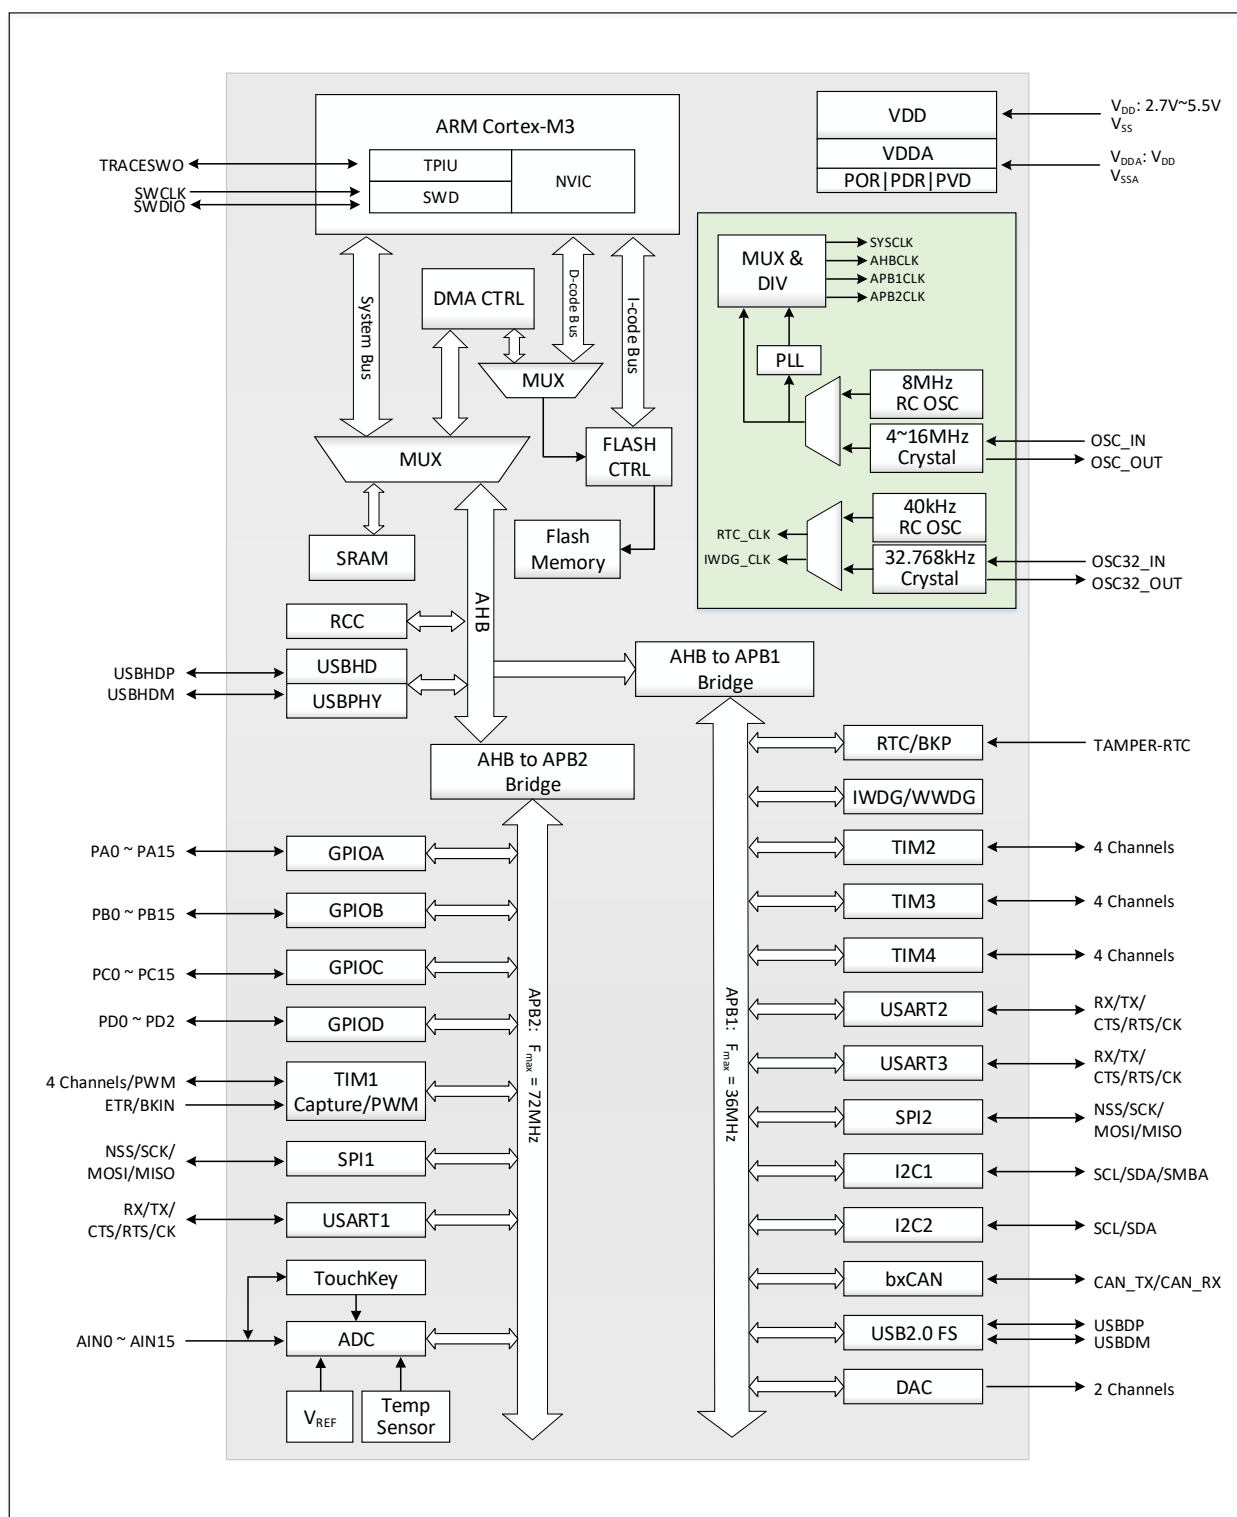 ARM Cortex-M3
TPIU
SWD
NVIC
TRACESWO
SWCLK
SWDIO
VDD
VDDA
POR|PDR|PVD
VDD: 2.7V~5.5V
VSS
VDDA: VDD
VSSA
System Bus
DMA CTRL
D-code Bus
I-code Bus
MUX
MUX
FLASH
CTRL
SRAM
Flash
Memory
MUX &
DIV
SYSCLK
AHBCLK
APB1CLK
APB2CLK
PLL
8MHz
RC OSC
4~16MHz
Crystal
OSC_IN
OSC_OUT
40kHz
RC OSC
RTC_CLK
IWDG_CLK
32.768kHz
Crystal
OSC32_IN
OSC32_OUT
AHB
RCC
USBHD
USBPHY
USBHDP
USBHDM
AHB to APB1
Bridge
AHB to APB2
Bridge
PA0 ~ PA15
GPIOA
PB0 ~ PB15
GPIOB
PC0 ~ PC15
GPIOC
PD0 ~ PD2
GPIOD
4 Channels/PWM
ETR/BKIN
TIM1
Capture/PWM
NSS/SCK/
MOSI/MISO
SPI1
RX/TX/
CTS/RTS/CK
USART1
TouchKey
AIN0 ~ AIN15
ADC
VREF
Temp
Sensor
APB2: Fmax = 72MHz
APB1: Fmax = 36MHz
RTC/BKP
TAMPER-RTC
IWDG/WWDG
TIM2
4 Channels
TIM3
4 Channels
TIM4
4 Channels
USART2
RX/TX/
CTS/RTS/CK
USART3
RX/TX/
CTS/RTS/CK
SPI2
NSS/SCK/
MOSI/MISO
I2C1
SCL/SDA/SMBA
I2C2
SCL/SDA
bxCAN
CAN_TX/CAN_RX
USB2.0 FS
USBDP
USBDM
DAC
2 Channels